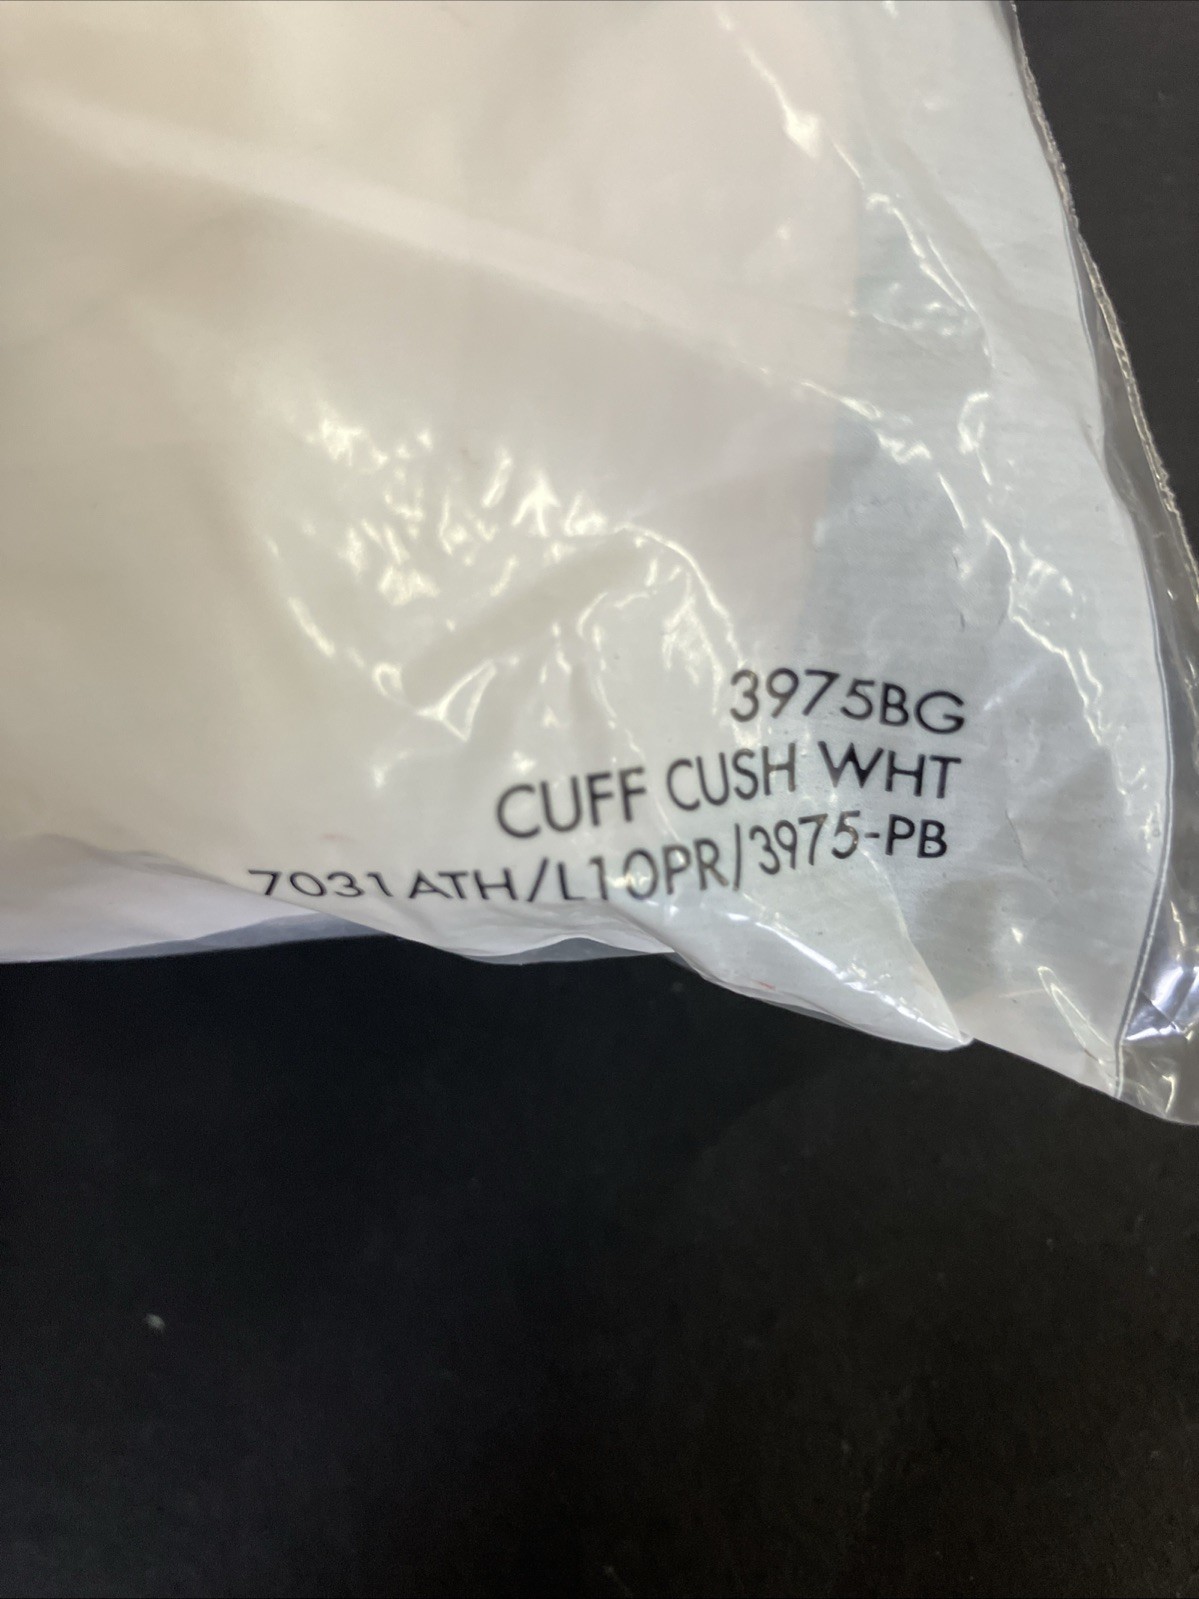 3975BG
CUFF CUSH WHT
7031ATH/L10PR/3975-PB